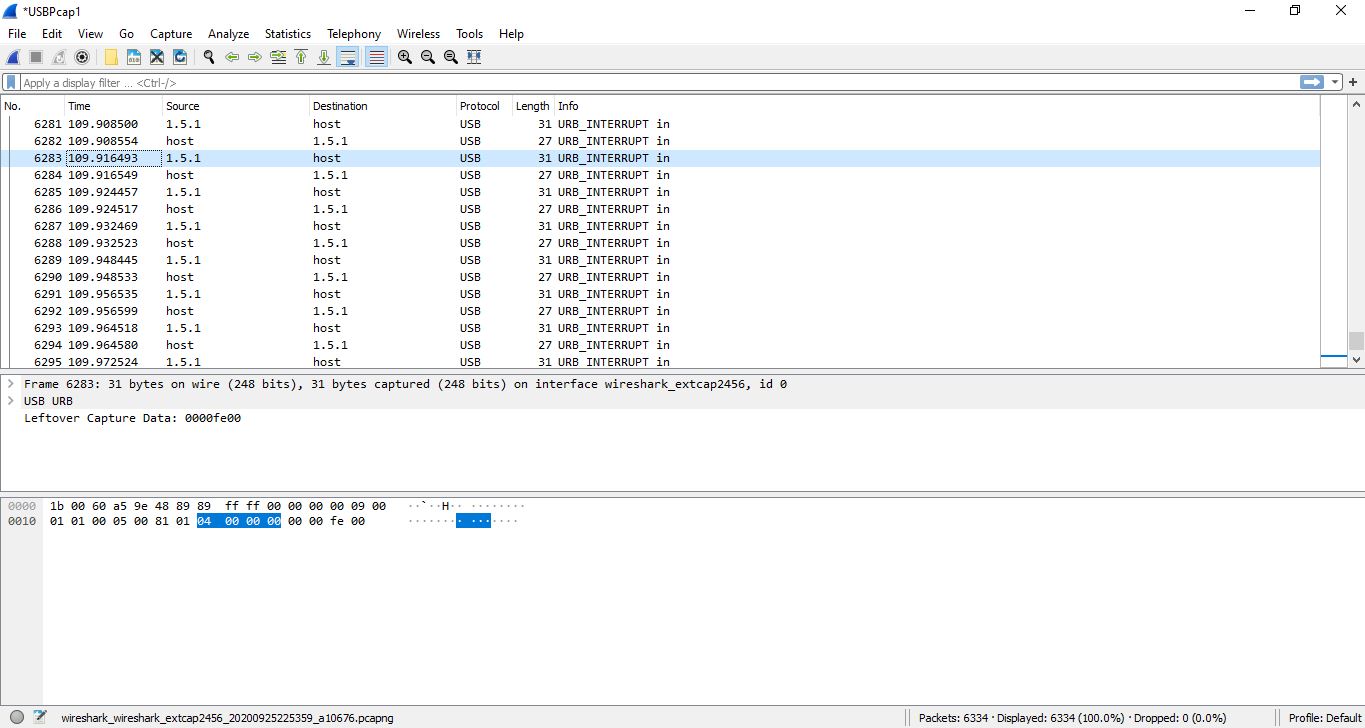 *USBPcap1
File Edit View Go Capture Analyze Statistics Telephony Wireless Tools Help
Apply a display filter ... <Ctrl-/>
No. Time Source Destination Protocol Length Info
6281 109.908500 1.5.1 host USB 31 URB_INTERRUPT in
6282 109.908554 host 1.5.1 USB 27 URB_INTERRUPT in
6283 109.916493 1.5.1 host USB 31 URB_INTERRUPT in
6284 109.916549 host 1.5.1 USB 27 URB_INTERRUPT in
6285 109.924457 1.5.1 host USB 31 URB_INTERRUPT in
6286 109.924517 host 1.5.1 USB 27 URB_INTERRUPT in
6287 109.932469 1.5.1 host USB 31 URB_INTERRUPT in
6288 109.932523 host 1.5.1 USB 27 URB_INTERRUPT in
6289 109.948445 1.5.1 host USB 31 URB_INTERRUPT in
6290 109.948533 host 1.5.1 USB 27 URB_INTERRUPT in
6291 109.956535 1.5.1 host USB 31 URB_INTERRUPT in
6292 109.956599 host 1.5.1 USB 27 URB_INTERRUPT in
6293 109.964518 1.5.1 host USB 31 URB_INTERRUPT in
6294 109.964580 host 1.5.1 USB 27 URB_INTERRUPT in
6295 109.972524 1.5.1 host USB 31 URB_INTERRUPT in
Frame 6283: 31 bytes on wire (248 bits), 31 bytes captured (248 bits) on interface wireshark_extcap2456, id 0
USB URB
Leftover Capture Data: 0000fe00
0000 1b 00 60 a5 9e 48 89 89 ff ff 00 00 00 00 09 00 ··`··H·· ········
0010 01 01 00 05 00 81 01 04 00 00 00 00 00 fe 00 ········ ·······
wireshark_wireshark_extcap2456_20200925225359_a10676.pcapng Packets: 6334 · Displayed: 6334 (100.0%) · Dropped: 0 (0.0%) Profile: Default